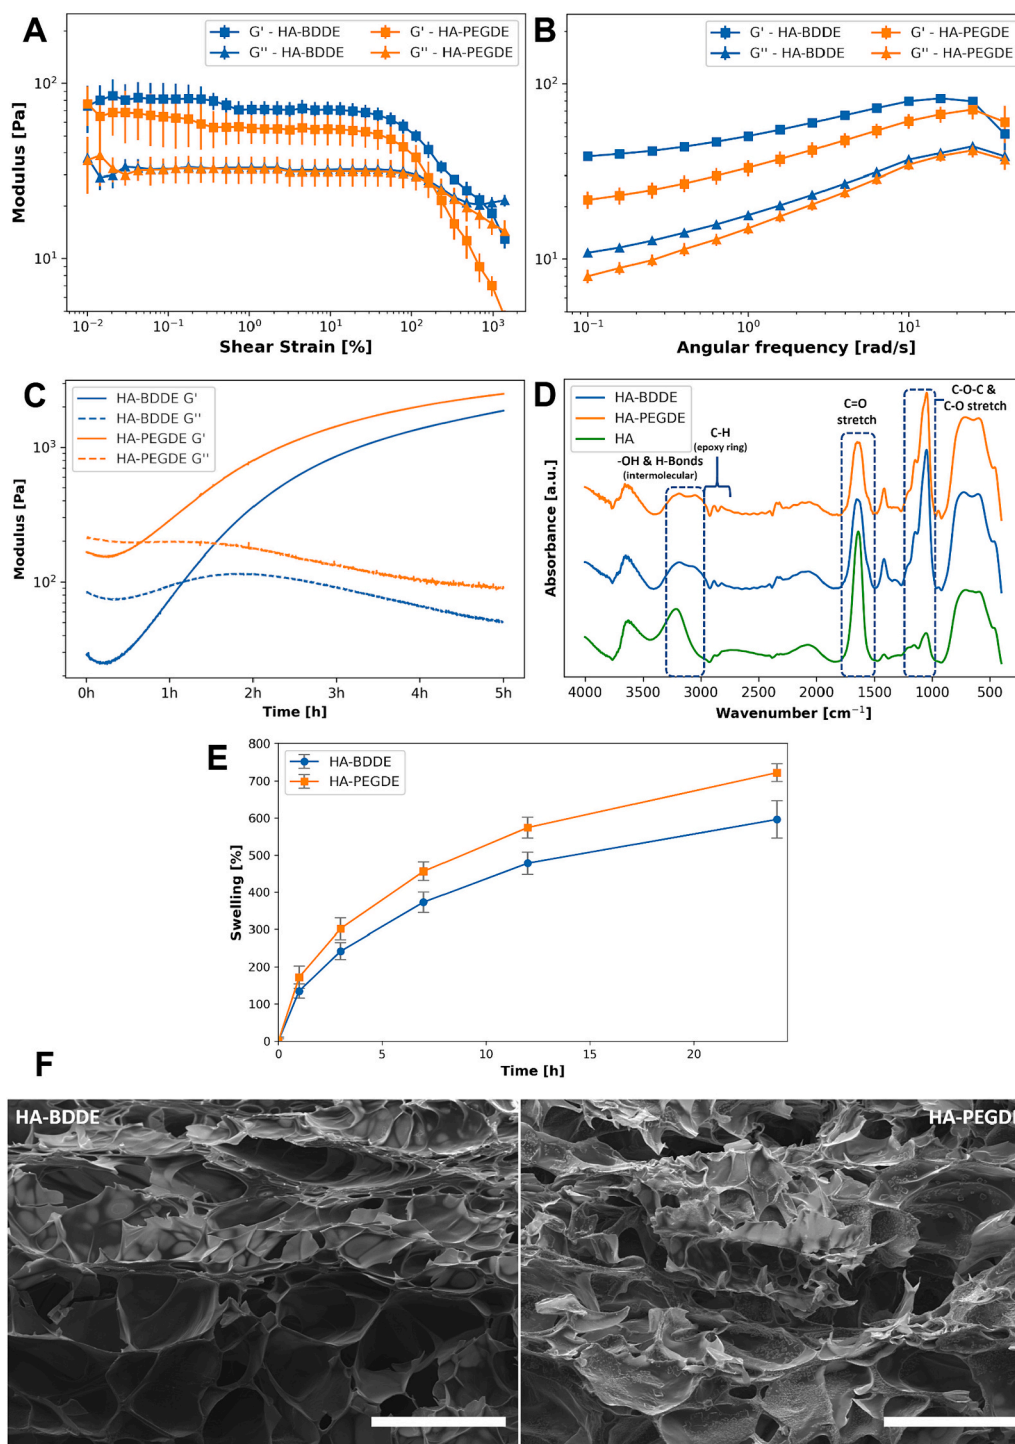 A
G' - HA-BDDE
G'' - HA-BDDE
G' - HA-PEGDE
G'' - HA-PEGDE
Modulus [Pa]
10²
10¹
10⁻²
10⁻¹
10⁰
10¹
10²
10³
Shear Strain [%]
B
G' - HA-BDDE
G'' - HA-BDDE
G' - HA-PEGDE
G'' - HA-PEGDE
10²
10¹
10⁻¹
10⁰
10¹
Angular frequency [rad/s]
C
HA-BDDE G'
HA-BDDE G''
HA-PEGDE G'
HA-PEGDE G''
Modulus [Pa]
10³
10²
0h
1h
2h
3h
4h
5h
Time [h]
D
HA-BDDE
HA-PEGDE
HA
-OH & H-Bonds
(intermolecular)
C-H
(epoxy ring)
C=O
stretch
C-O-C &
C-O stretch
Absorbance [a.u.]
4000
3500
3000
2500
2000
1500
1000
500
Wavenumber [cm⁻¹]
E
HA-BDDE
HA-PEGDE
Swelling [%]
800
700
600
500
400
300
200
100
0
0
5
10
15
20
Time [h]
F
HA-BDDE
HA-PEGDE